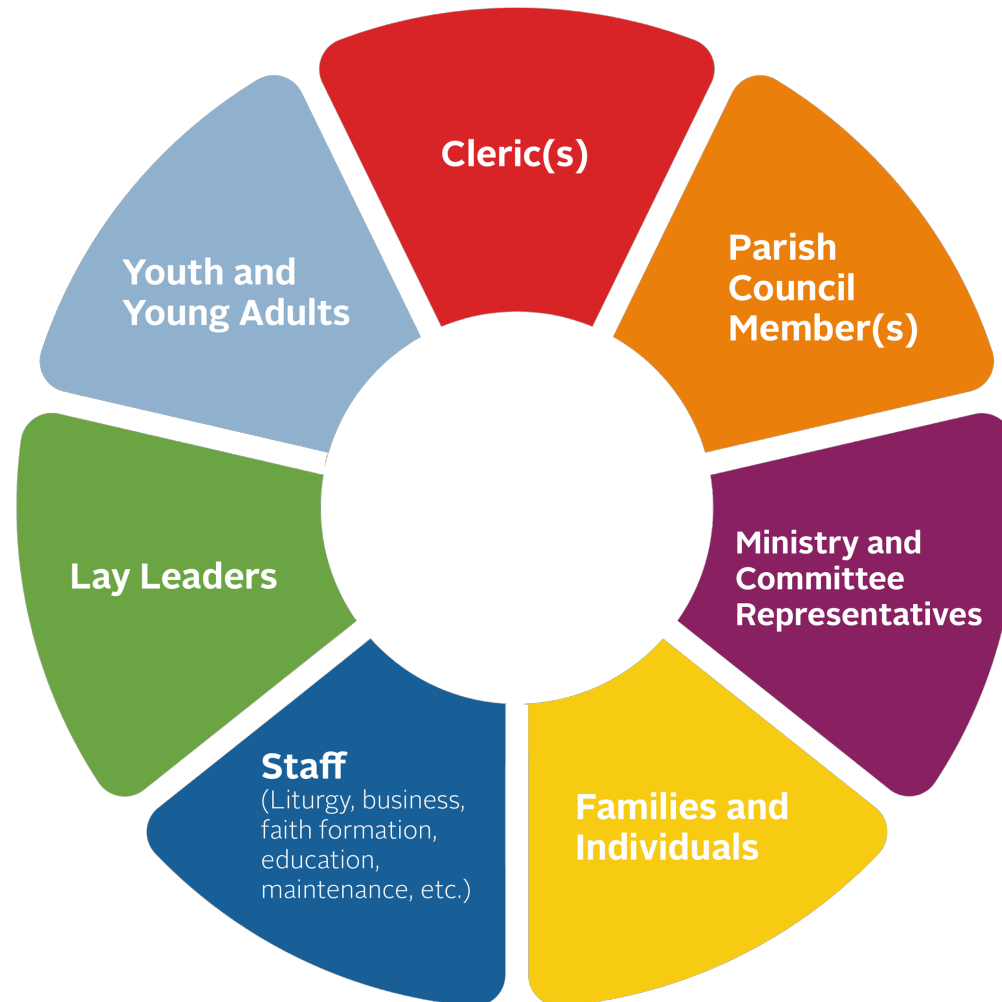 Cleric(s)
Parish
Council
Member(s)
Ministry and
Committee
Representatives
Families and
Individuals
Staff
(Liturgy, business,
faith formation,
education,
maintenance, etc.)
Lay Leaders
Youth and
Young Adults